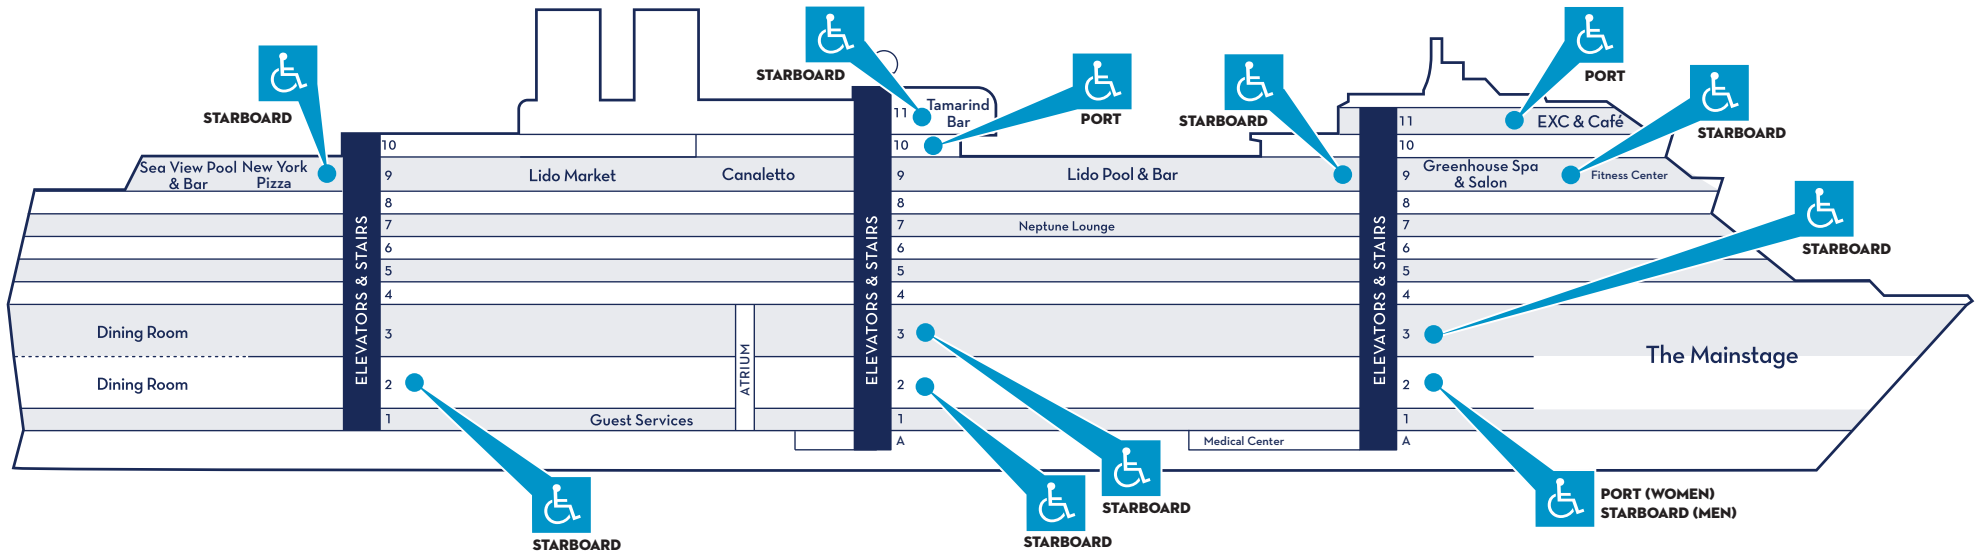 STARBOARD
STARBOARD
PORT
STARBOARD
PORT
STARBOARD
STARBOARD
11
Tamarind
Bar
11
EXC & Café
10
10
10
Sea View Pool
& Bar
New York
Pizza
9
Lido Market
Canaletto
9
Lido Pool & Bar
9
Greenhouse Spa
& Salon
Fitness Center
8
8
8
7
7
Neptune Lounge
7
6
6
6
5
5
5
4
4
4
ELEVATORS & STAIRS
ELEVATORS & STAIRS
ELEVATORS & STAIRS
Dining Room
3
3
3
ATRIUM
The Mainstage
Dining Room
2
2
2
1
Guest Services
1
1
A
Medical Center
A
STARBOARD
STARBOARD
STARBOARD
PORT (WOMEN)
STARBOARD (MEN)